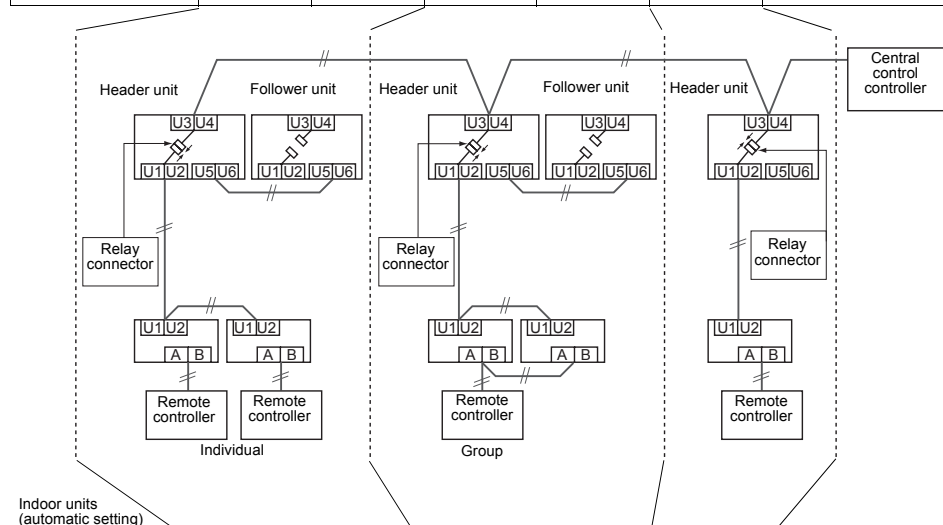 Central
control
controller
Header unit
Follower unit
Header unit
Follower unit
Header unit
U3 U4
U3 U4
U3 U4
U3 U4
U3 U4
U1 U2 U5 U6
U1 U2 U5 U6
U1 U2 U5 U6
U1 U2 U5 U6
U1 U2 U5 U6
Relay
connector
Relay
connector
Relay
connector
U1 U2
U1 U2
U1 U2
U1 U2
U1 U2
A B
A B
A B
A B
A B
Remote
controller
Remote
controller
Remote
controller
Remote
controller
Individual
Group
Indoor units
(automatic setting)